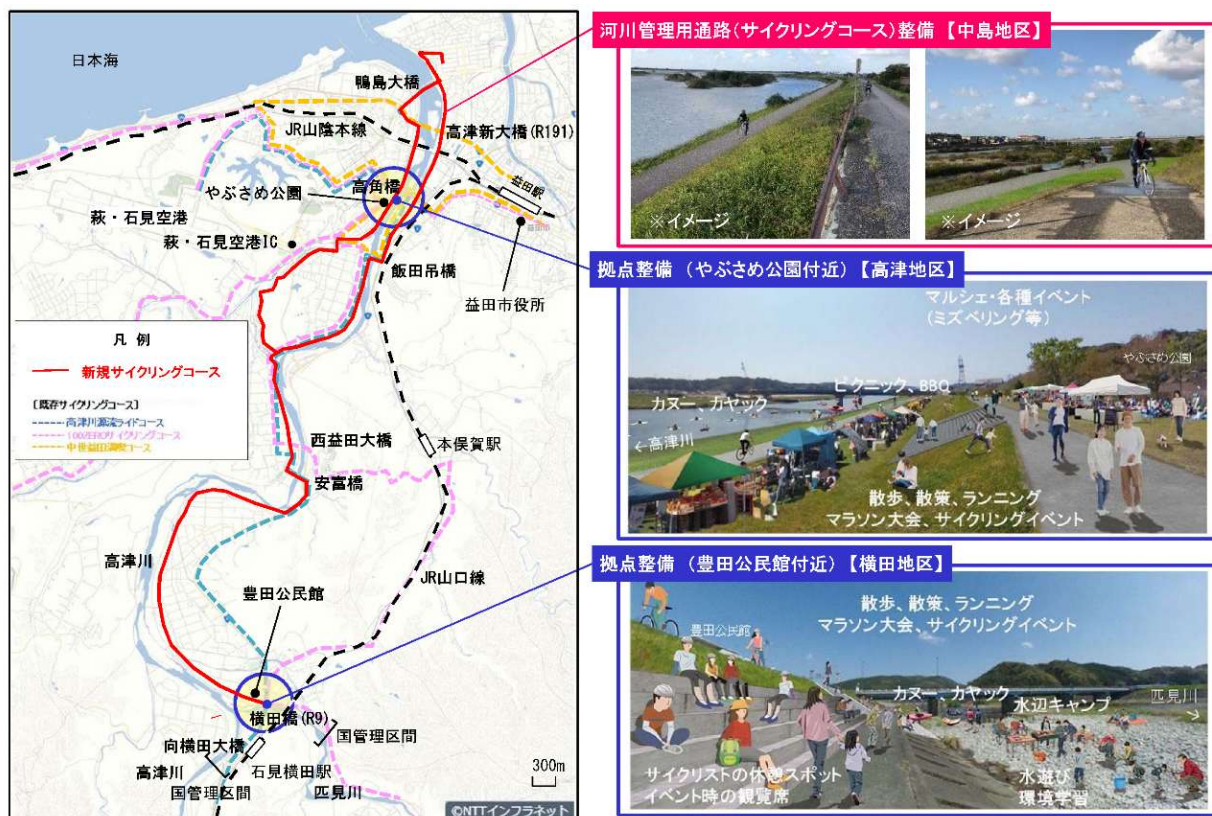 日本海
鴨島大橋
JR山陰本線
高津新大橋(R191)
益田駅
やぶさめ公園
高角橋
萩・石見空港
萩・石見空港IC
飯田吊橋
益田市役所
凡 例
新規サイクリングコース
〔既存サイクリングコース〕
高津川源流ライドコース
100ZEROサイクリングコース
西益田大橋
本俣賀駅
安富橋
高津川
豊田公民館
JR山口線
横田橋(R9)
国管理区間
向横田大橋
石見横田駅
高津川
国管理区間
匹見川
300m
©NTTインフラネット
河川管理用通路(サイクリングコース)整備 【中島地区】
※イメージ
※イメージ
拠点整備 (やぶさめ公園付近) 【高津地区】
マルシェ・各種イベント
(ミズベリング等)
やぶさめ公園
ピクニック、BBQ
カヌー、カヤック
←高津川
散歩、散策、ランニング
マラソン大会、サイクリングイベント
拠点整備 (豊田公民館付近) 【横田地区】
散歩、散策、ランニング
マラソン大会、サイクリングイベント
豊田公民館
カヌー、カヤック
水辺キャンプ
匹見川
サイクリストの休憩スポット
イベント時の観覧席
水遊び
環境学習